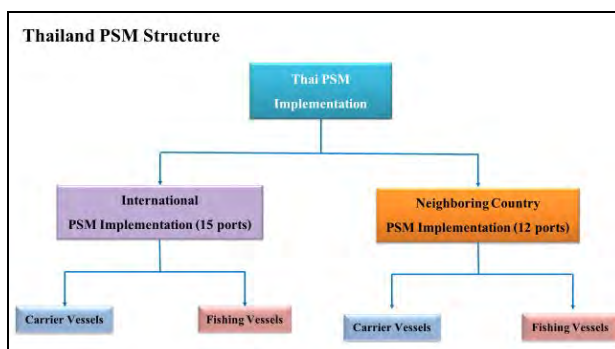 Thailand PSM Structure
Thai PSM
Implementation
International
PSM Implementation (15 ports)
Neighboring Country
PSM Implementation (12 ports)
Carrier Vessels
Fishing Vessels
Carrier Vessels
Fishing Vessels